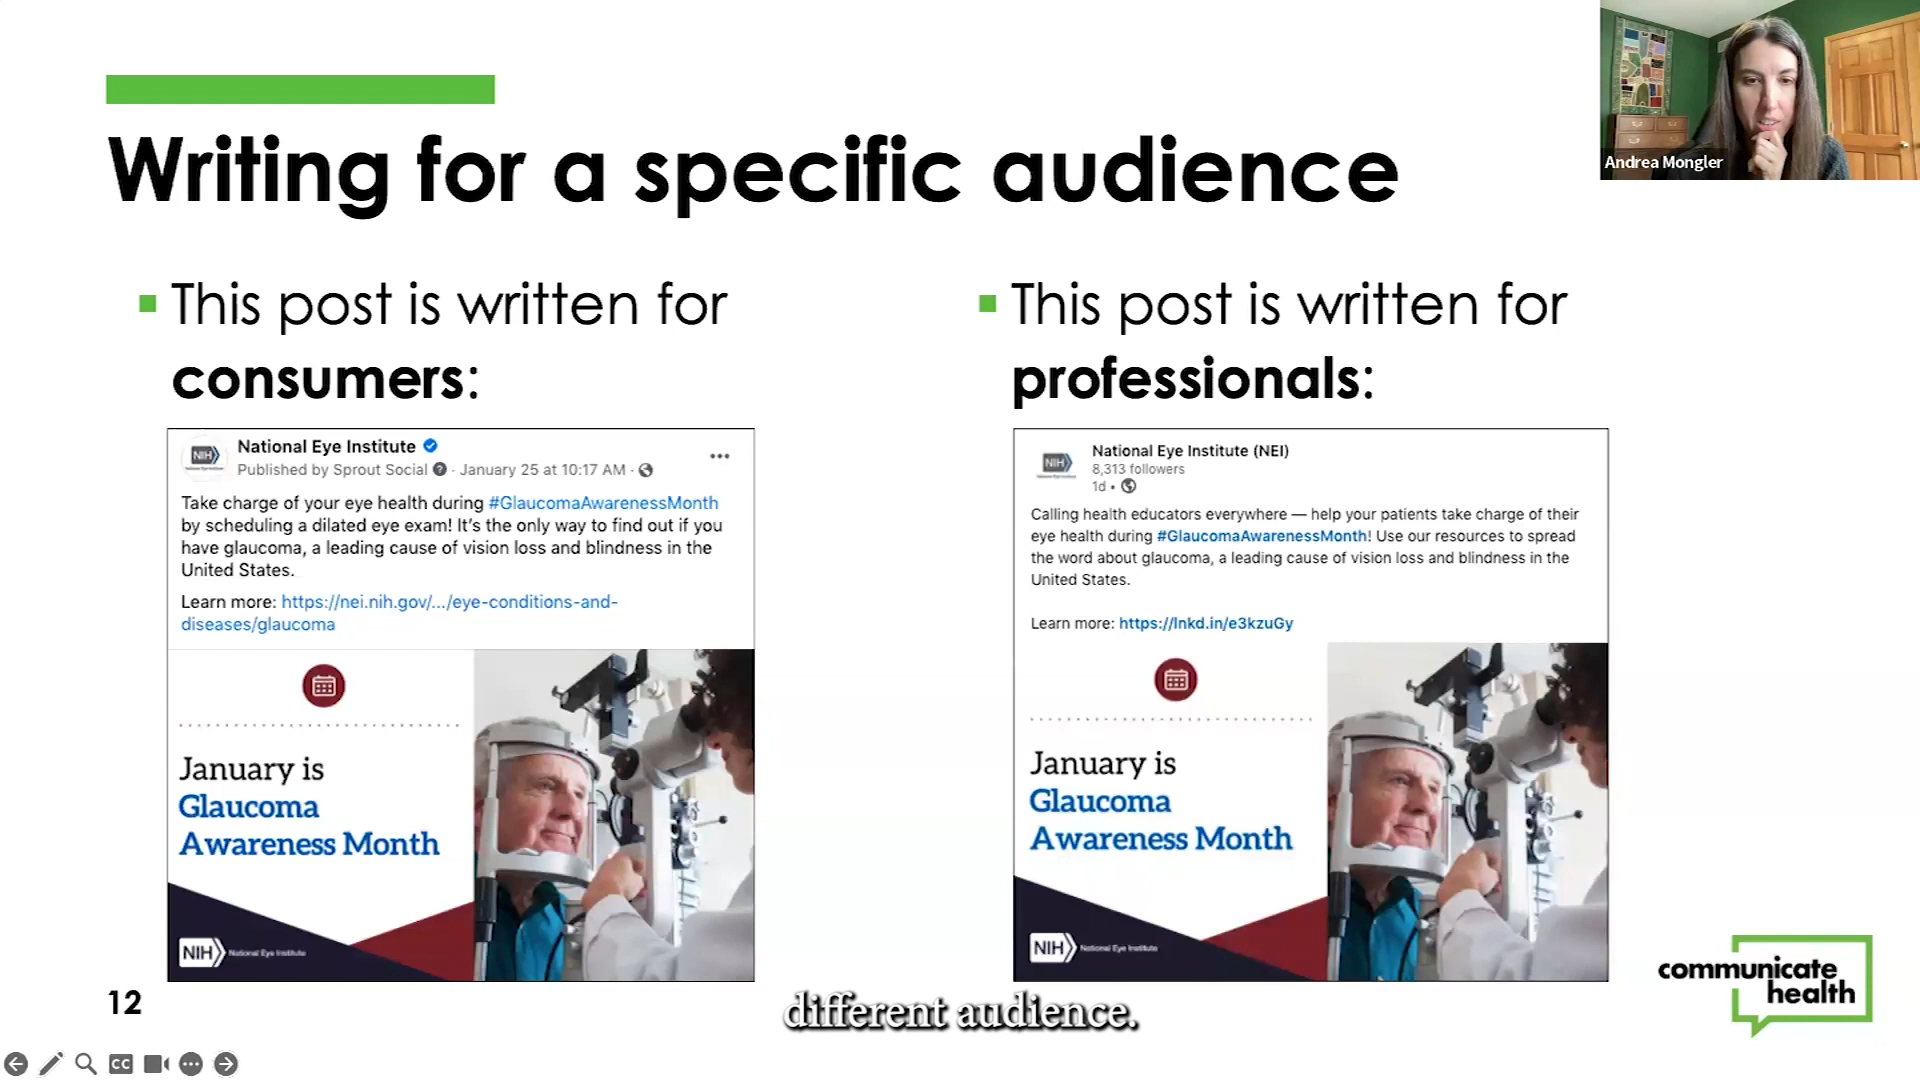 Writing for a specific audience
Andrea Mongler
This post is written for
consumers:
National Eye Institute
Published by Sprout Social · January 25 at 10:17 AM ·
Take charge of your eye health during #GlaucomaAwarenessMonth
by scheduling a dilated eye exam! It's the only way to find out if you
have glaucoma, a leading cause of vision loss and blindness in the
United States.
Learn more: https://nei.nih.gov/.../eye-conditions-and-
diseases/glaucoma
January is
Glaucoma
Awareness Month
NIH National Eye Institute
This post is written for
professionals:
NIH
National Eye Institute (NEI)
8,313 followers
1d •
Calling health educators everywhere — help your patients take charge of their
eye health during #GlaucomaAwarenessMonth! Use our resources to spread
the word about glaucoma, a leading cause of vision loss and blindness in the
United States.
Learn more: https://lnkd.in/e3kzuGy
January is
Glaucoma
Awareness Month
NIH National Eye Institute
communicate
health
12
different audience.
CC